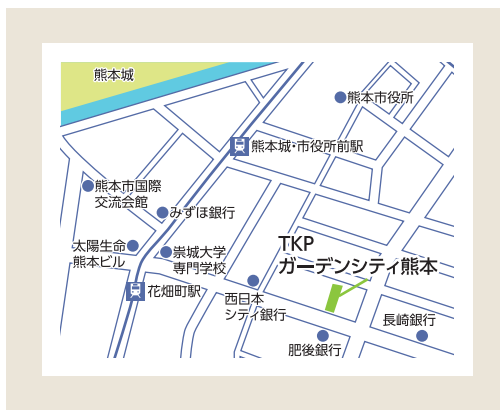 熊本城
熊本市役所
熊本城・市役所前駅
熊本市国際
交流会館
みずほ銀行
太陽生命
熊本ビル
崇城大学
専門学校
TKP
ガーデンシティ熊本
花畑町駅
西日本
シティ銀行
長崎銀行
肥後銀行